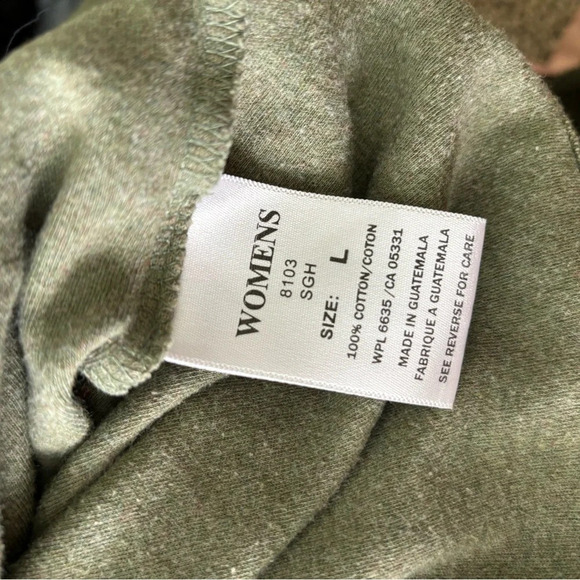 WOMENS
8103
SGH
SIZE: L
100% COTTON/COTON
WPL 6635 /CA 05331
MADE IN GUATEMALA
FABRIQUE A GUATEMALA
SEE REVERSE FOR CARE